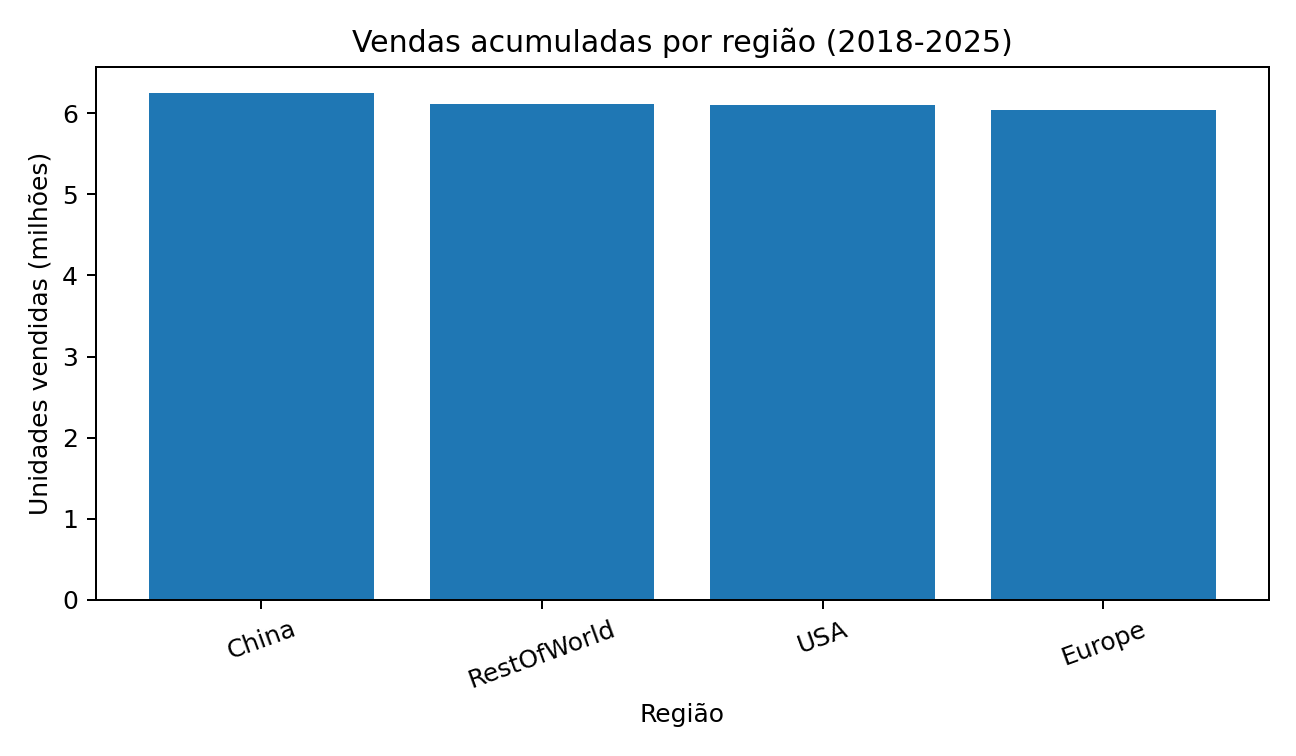 Vendas acumuladas por região (2018-2025)
Unidades vendidas (milhões)
6
5
4
3
2
1
0
China
RestOfWorld
USA
Europe
Região